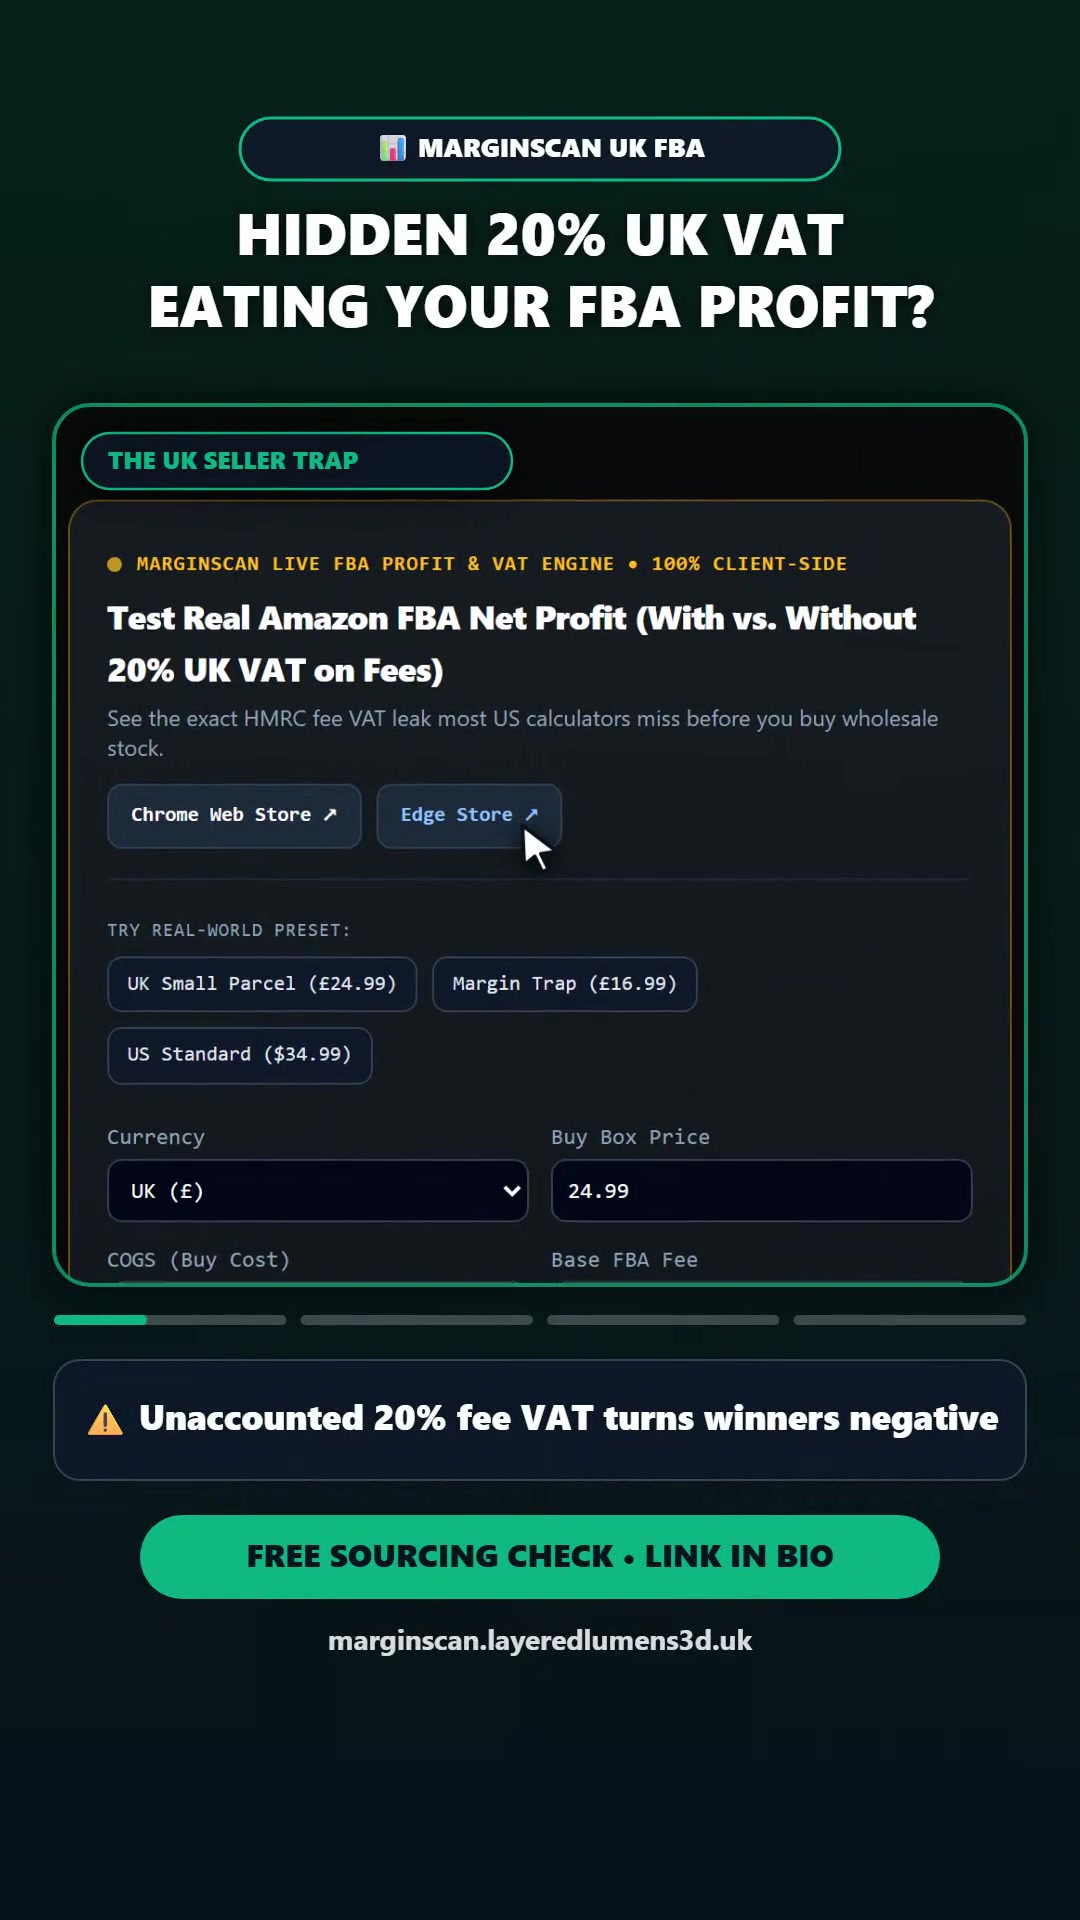 📊 MARGINSCAN UK FBA
HIDDEN 20% UK VAT
EATING YOUR FBA PROFIT?
THE UK SELLER TRAP
MARGINSCAN LIVE FBA PROFIT & VAT ENGINE • 100% CLIENT-SIDE
Test Real Amazon FBA Net Profit (With vs. Without
20% UK VAT on Fees)
See the exact HMRC fee VAT leak most US calculators miss before you buy wholesale
stock.
Chrome Web Store ↗ Edge Store ↗
TRY REAL-WORLD PRESET:
UK Small Parcel (£24.99) Margin Trap (£16.99)
US Standard ($34.99)
Currency Buy Box Price
UK (£) 24.99
COGS (Buy Cost) Base FBA Fee
⚠️ Unaccounted 20% fee VAT turns winners negative
FREE SOURCING CHECK • LINK IN BIO
marginscan.layeredlumens3d.uk